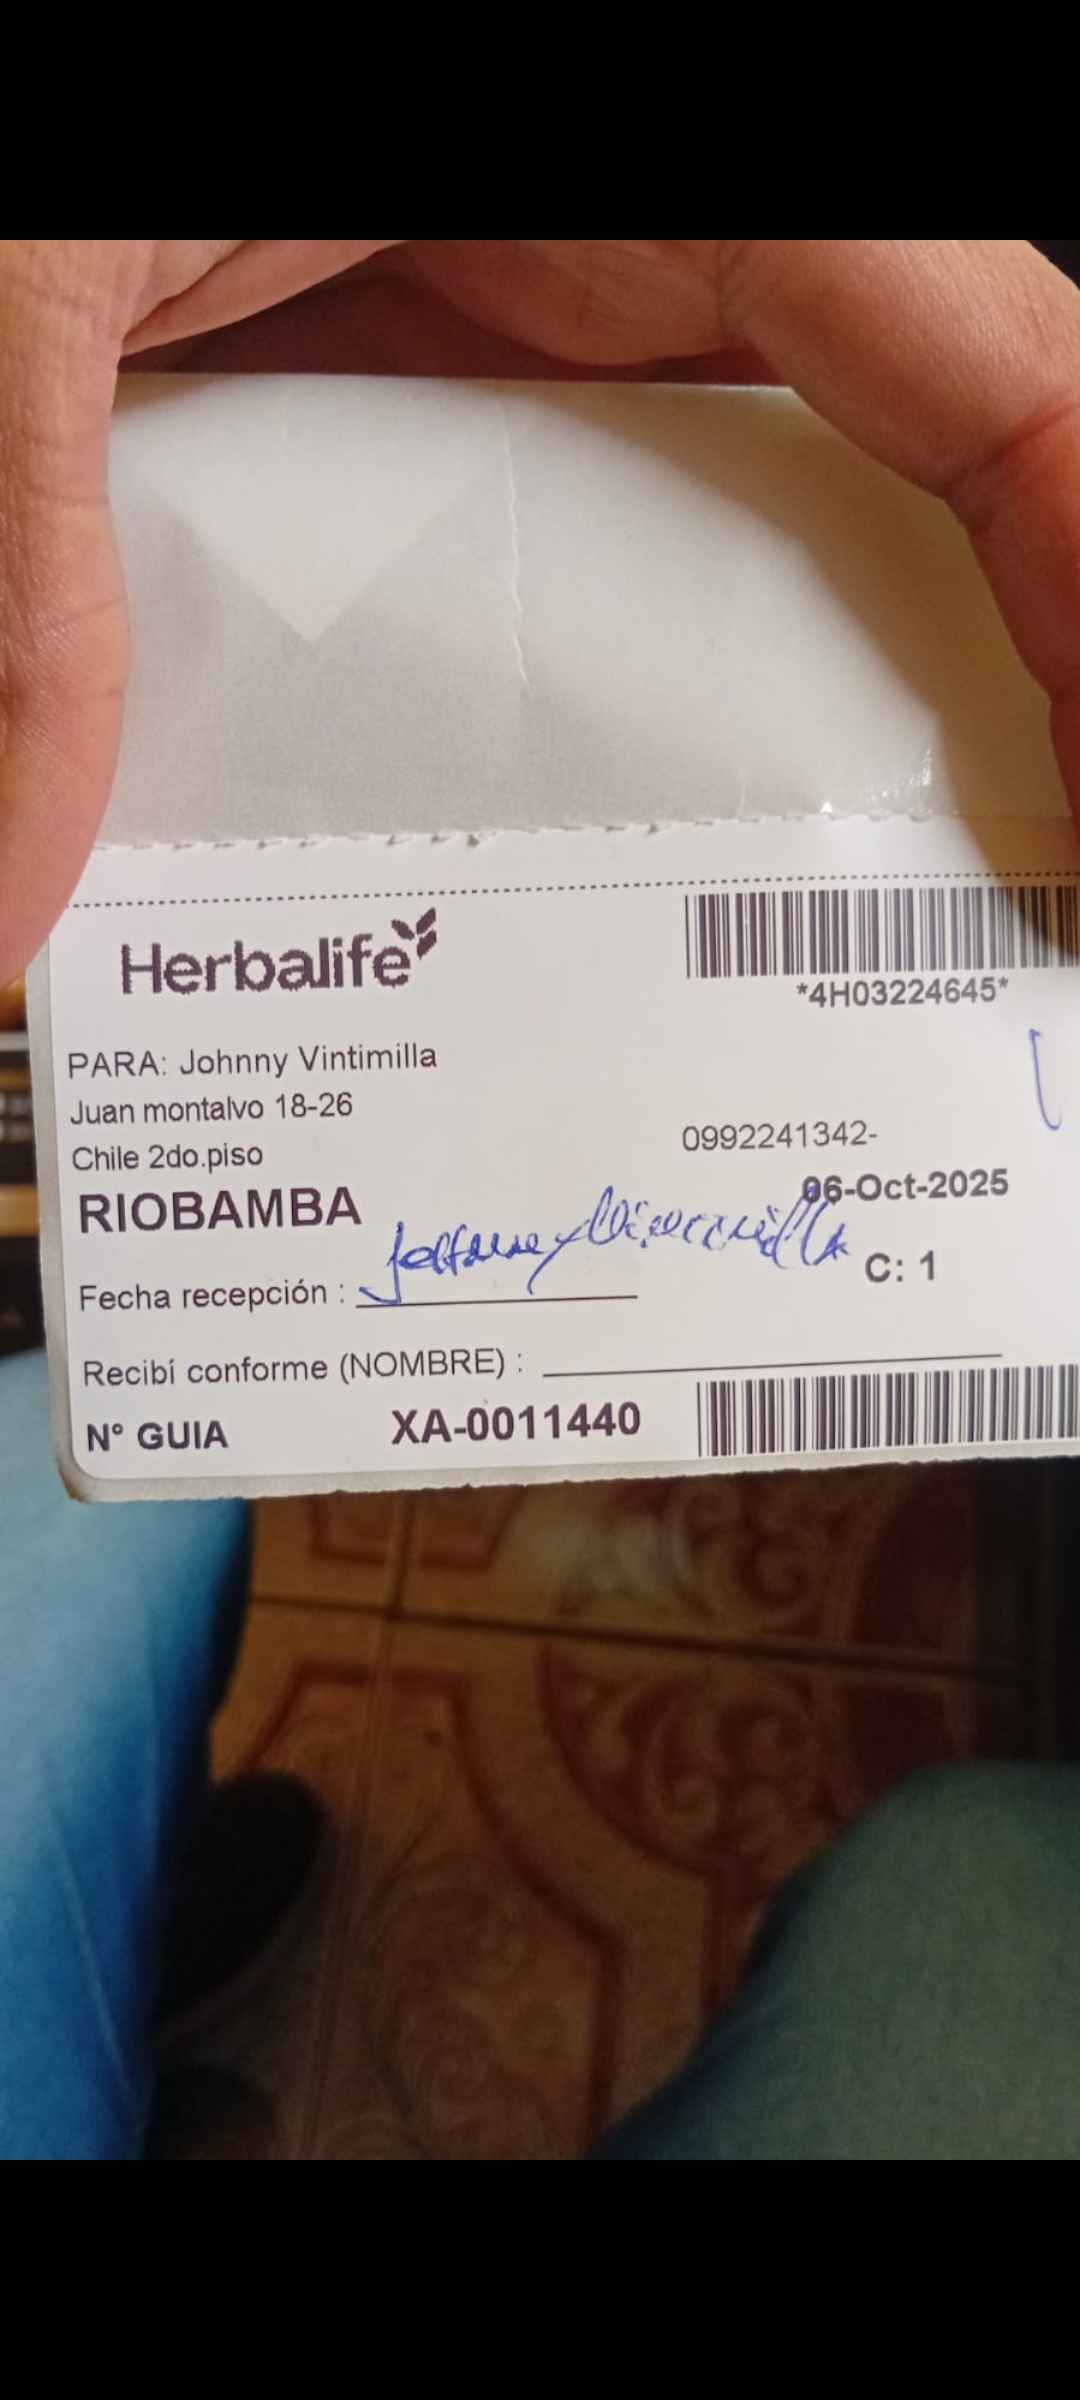 Herbalife
*4H03224645*
PARA: Johnny Vintimilla
Juan montalvo 18-26
Chile 2do.piso
0992241342-
RIOBAMBA
06-Oct-2025
C: 1
Fecha recepción :
Recibí conforme (NOMBRE) :
N° GUIA XA-0011440